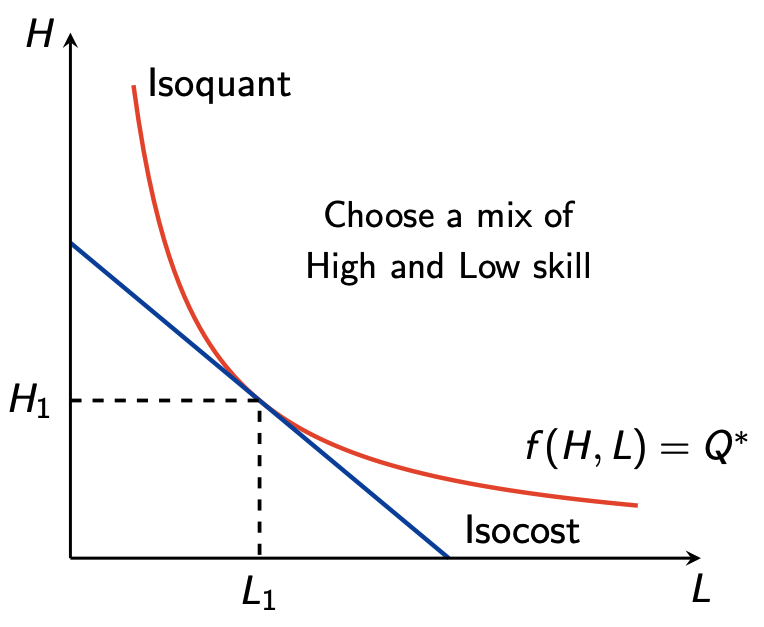 H
Isoquant
Choose a mix of
High and Low skill
H₁
f(H, L) = Q*
Isocost
L₁
L